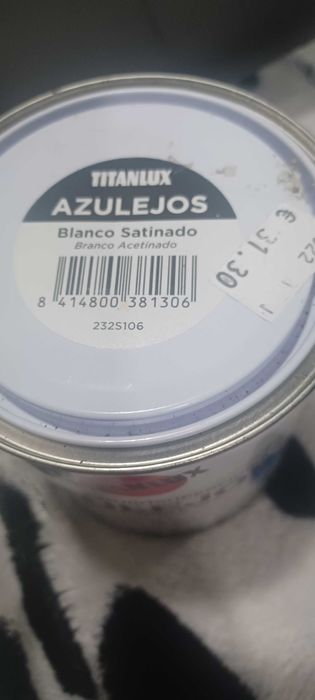 TITANLUX
AZULEJOS
Blanco Satinado
Branco Acetinado
8 414800 381306
232S106
€ 31.30